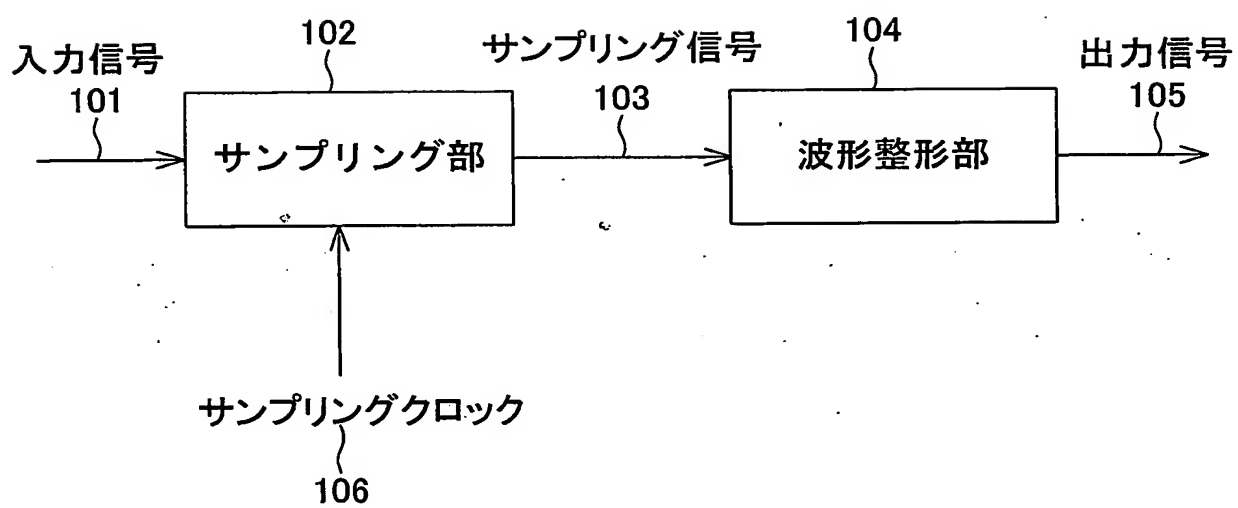 102
サンプリング信号
104
出力信号
入力信号
101
103
105
サンプリング部
波形整形部
サンプリングクロック
106